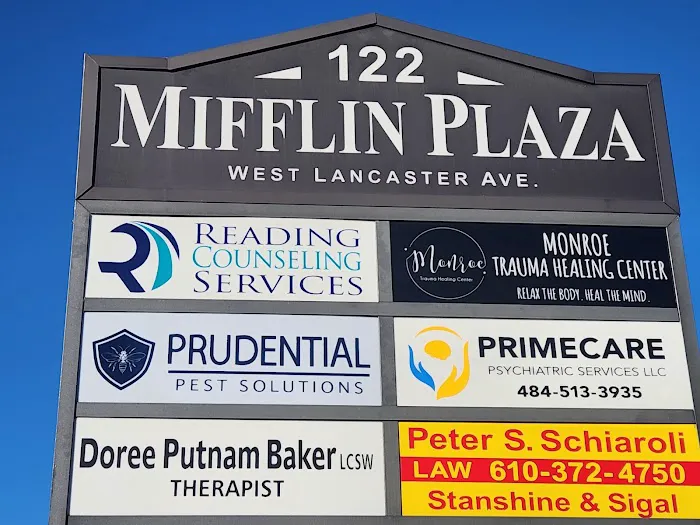 122
MIFFLIN PLAZA
WEST LANCASTER AVE.
READING
COUNSELING
SERVICES
Monroe
Trauma Healing Center
MONROE
TRAUMA HEALING CENTER
RELAX THE BODY. HEAL THE MIND.
PRUDENTIAL
PEST SOLUTIONS
PRIMECARE
PSYCHIATRIC SERVICES LLC
484-513-3935
Doree Putnam Baker LCSW
THERAPIST
Peter S. Schiaroli
LAW 610-372-4750
Stanshine & Sigal